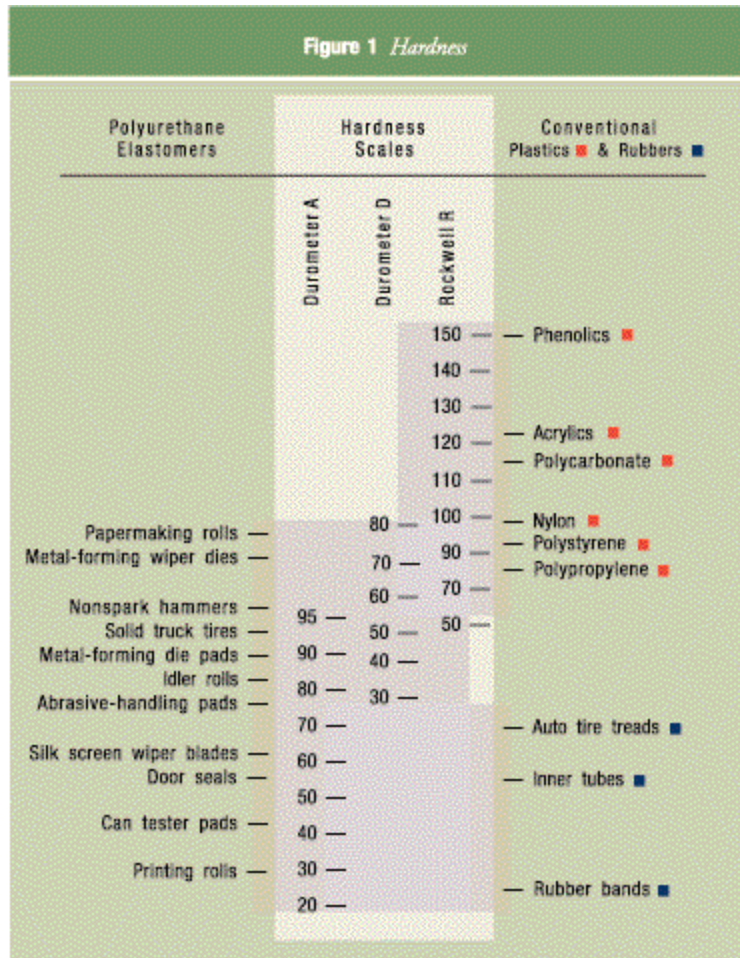 Figure 1 Hardness
Polyurethane
Elastomers
Hardness
Scales
Conventional
Plastics & Rubbers
Durometer A
Durometer D
Rockwell R
150
140
130
120
110
100
90
70
50
80
70
60
50
40
30
95
90
80
70
60
50
40
30
20
Papermaking rolls
Metal-forming wiper dies
Nonspark hammers
Solid truck tires
Metal-forming die pads
Idler rolls
Abrasive-handling pads
Silk screen wiper blades
Door seals
Can tester pads
Printing rolls
Phenolics
Acrylics
Polycarbonate
Nylon
Polystyrene
Polypropylene
Auto tire treads
Inner tubes
Rubber bands